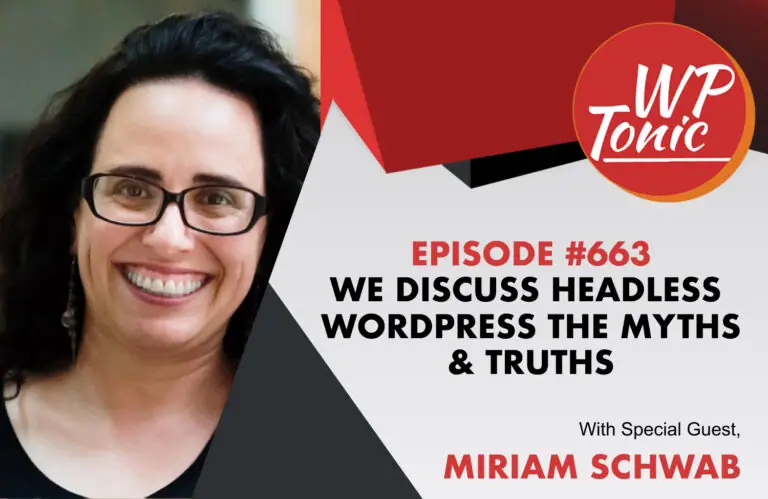 WP
Tonic
EPISODE #663
WE DISCUSS HEADLESS
WORDPRESS THE MYTHS
& TRUTHS
With Special Guest,
MIRIAM SCHWAB